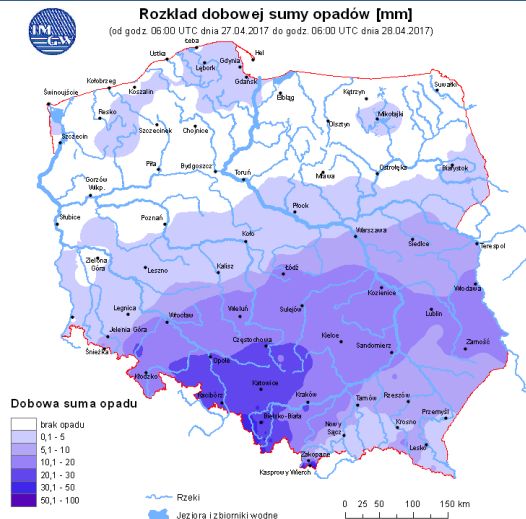 Rozkład dobowej sumy opadów [mm]
(od godz. 06:00 UTC dnia 27.04.2017 do godz. 06:00 UTC dnia 28.04.2017)
IM
GW
Łeba
Ustka
Hel
Gdynia
Lębork
Kołobrzeg
Koszalin
Gdańsk
Świnoujście
Elbląg
Kętrzyn
Suwałki
Resko
Szczecinek
Chojnice
Olsztyn
Mikołajki
Szczecin
Piła
Bydgoszcz
Toruń
Mława
Ostrołęka
Białystok
Gorzów
Wlkp.
Płock
Słubice
Poznań
Koło
Warszawa
Siedlce
Terespol
Zielona
Góra
Leszno
Kalisz
Łódź
Kozienice
Włodawa
Legnica
Wrocław
Wieluń
Sulejów
Lublin
Jelenia Góra
Śnieżka
Częstochowa
Kielce
Sandomierz
Zamość
Kłodzko
Opole
Katowice
Racibórz
Kraków
Tarnów
Rzeszów
Bielsko-Biała
Nowy
Sącz
Krosno
Przemyśl
Lesko
Zakopane
Kasprowy Wierch
Dobowa suma opadu
brak opadu
0,1 - 5
5,1 - 10
10,1 - 20
20,1 - 30
30,1 - 50
50,1 - 100
Rzeki
Jeziora i zbiorniki wodne
0 25 50 100 150 km